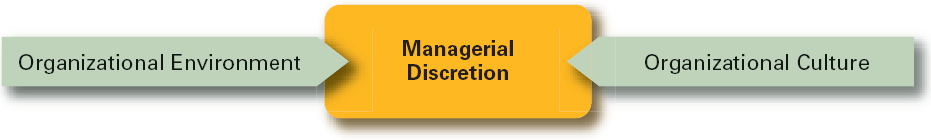 Organizational Environment
Managerial
Discretion
Organizational Culture